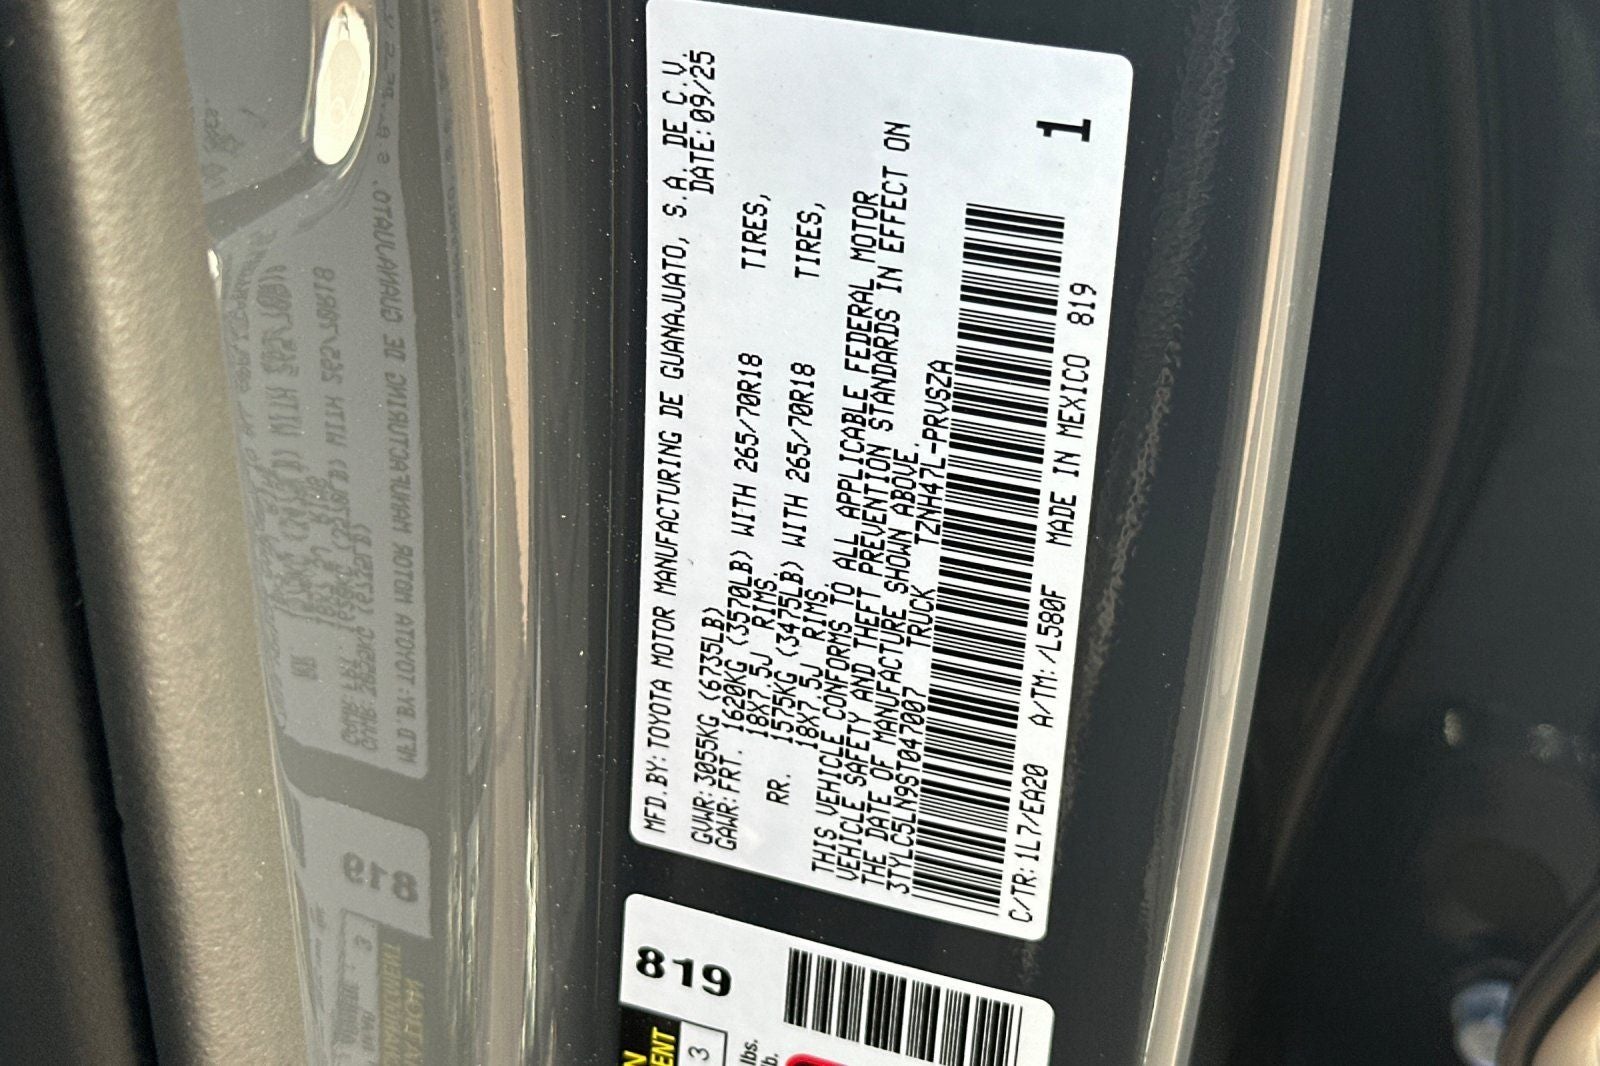 MFD.BY:TOYOTA MOTOR MANUFACTURING DE GUANAJUATO, S.A. DE C.V.
DATE:09/25
GVWR:3055KG (6735LB)
GAWR:FRT. 1620KG (3570LB) WITH 265/70R18 TIRES,
18X7.5J RIMS.
RR. 1575KG (3475LB) WITH 265/70R18 TIRES,
18X7.5J RIMS.
THIS VEHICLE CONFORMS TO ALL APPLICABLE FEDERAL MOTOR
VEHICLE SAFETY AND THEFT PREVENTION STANDARDS IN EFFECT ON
THE DATE OF MANUFACTURE SHOWN ABOVE.
3TYLC5LN9ST047007 TRUCK TZNH47L-PRVSZA
C/TR:1L7/EA20 A/TM:/L580F MADE IN MEXICO 819
1
819
3
lbs.